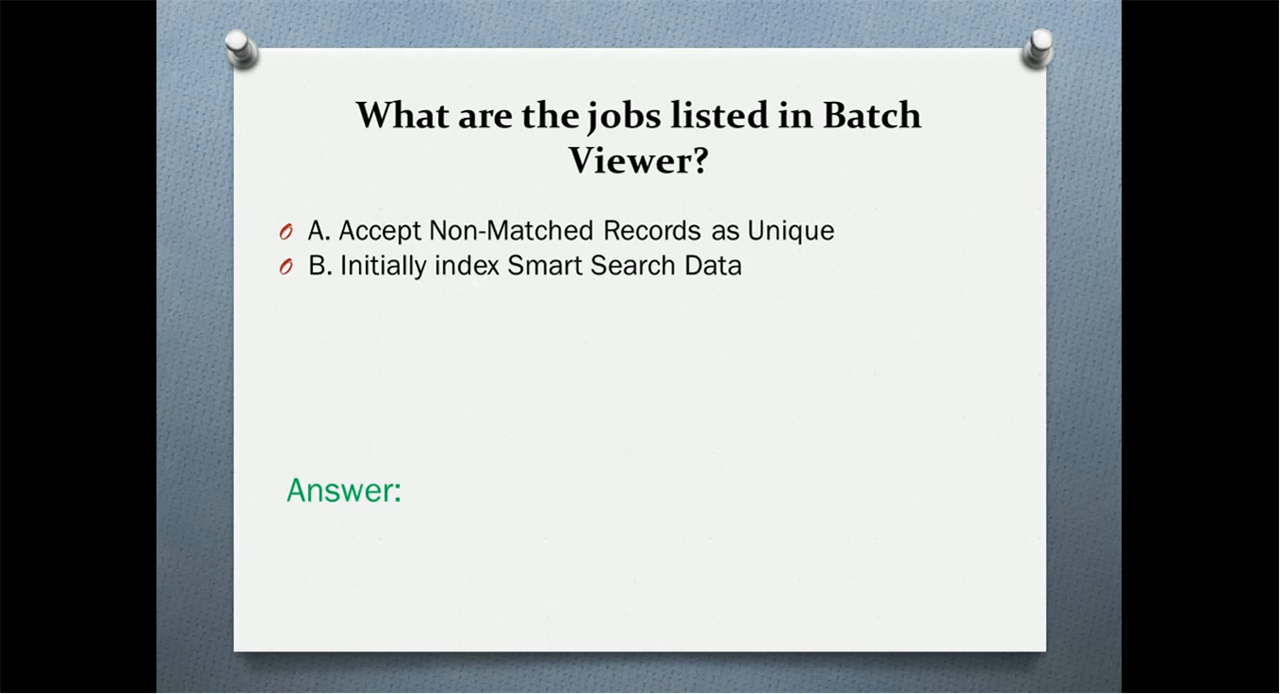 What are the jobs listed in Batch
Viewer?
A. Accept Non-Matched Records as Unique
B. Initially index Smart Search Data
Answer: